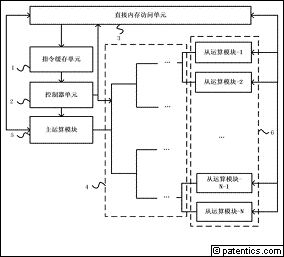 直接内存访问单元
3
指令缓存单元
1
控制器单元
2
主运算模块
5
从运算模块-1
从运算模块-2
...
...
...
6
...
...
4
从运算模块-
N-1
从运算模块-N
© patentics.com